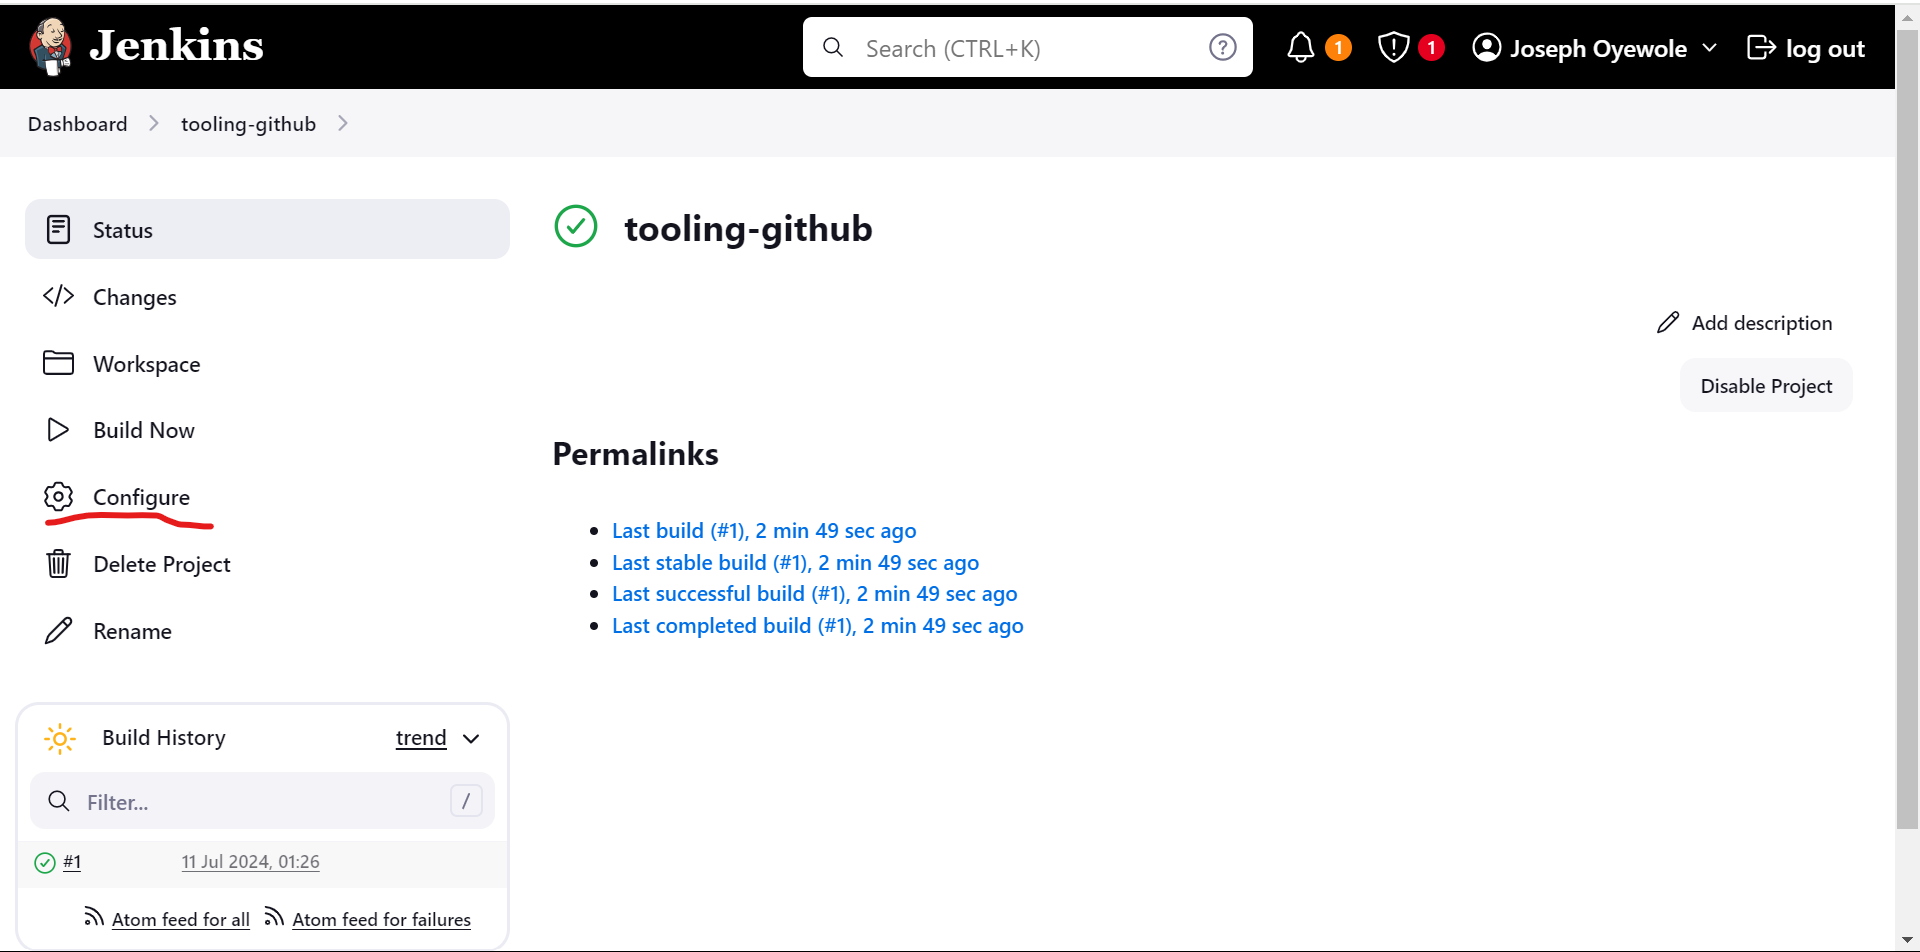 Jenkins
Search (CTRL+K)
?
1
1
Joseph Oyewole
log out
Dashboard
tooling-github
Status
Changes
Workspace
Build Now
Configure
Delete Project
Rename
tooling-github
Add description
Disable Project
Permalinks
Last build (#1), 2 min 49 sec ago
Last stable build (#1), 2 min 49 sec ago
Last successful build (#1), 2 min 49 sec ago
Last completed build (#1), 2 min 49 sec ago
Build History
trend
Filter...
/
#1
11 Jul 2024, 01:26
Atom feed for all
Atom feed for failures